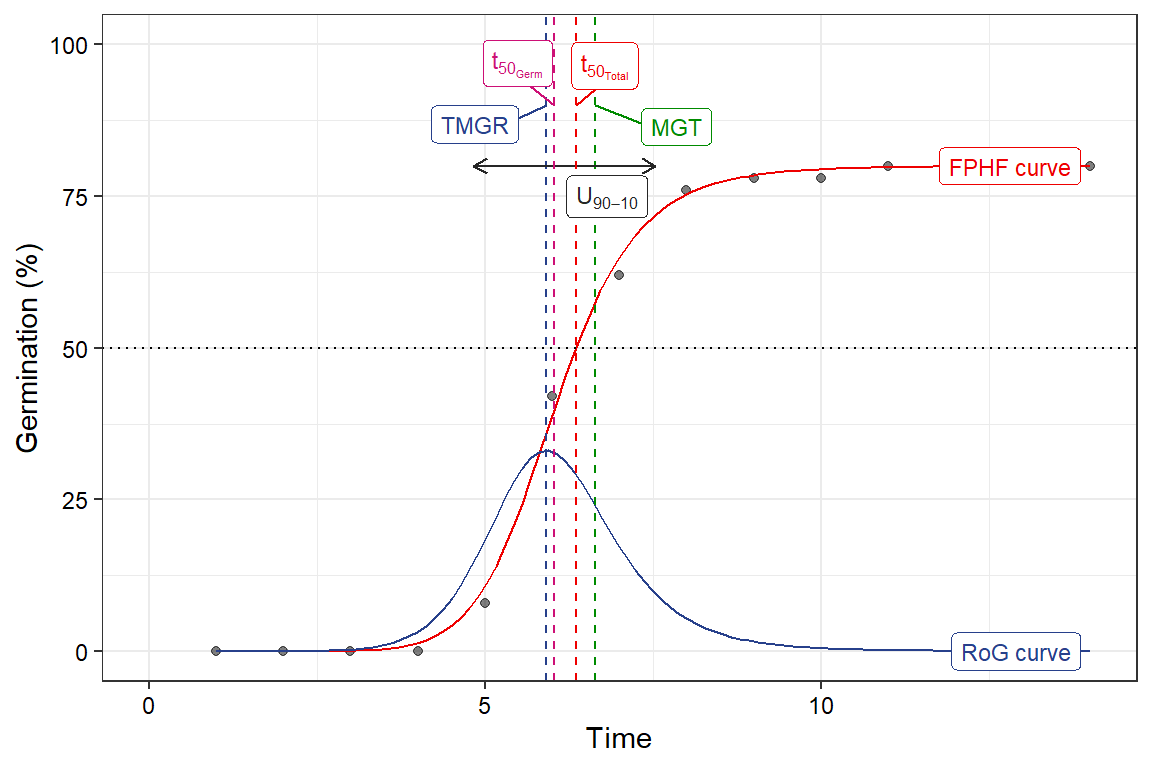 100
t50Germ
t50Total
TMGR
MGT
FPHF curve
75
U90–10
Germination (%)
50
25
0
RoG curve
0 5 10
Time